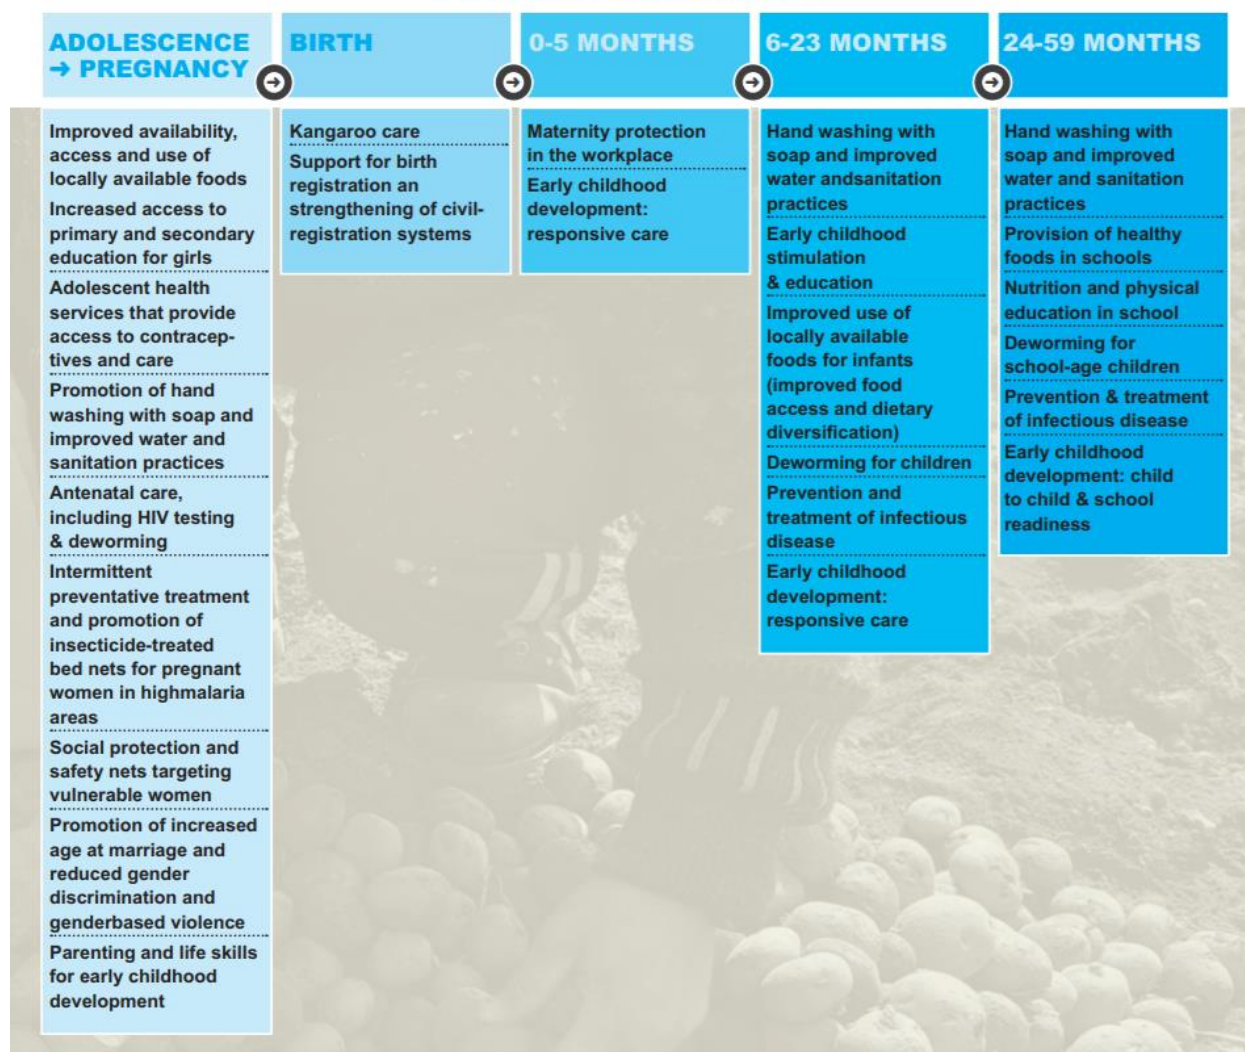 ADOLESCENCE
→ PREGNANCY
Improved availability,
access and use of
locally available foods
Increased access to
primary and secondary
education for girls
Adolescent health
services that provide
access to contracep-
tives and care
Promotion of hand
washing with soap and
improved water and
sanitation practices
Antenatal care,
including HIV testing
& deworming
Intermittent
preventative treatment
and promotion of
insecticide-treated
bed nets for pregnant
women in highmalaria
areas
Social protection and
safety nets targeting
vulnerable women
Promotion of increased
age at marriage and
reduced gender
discrimination and
genderbased violence
Parenting and life skills
for early childhood
development
BIRTH
Kangaroo care
Support for birth
registration an
strengthening of civil-
registration systems
0-5 MONTHS
Maternity protection
in the workplace
Early childhood
development:
responsive care
6-23 MONTHS
Hand washing with
soap and improved
water andsanitation
practices
Early childhood
stimulation
& education
Improved use of
locally available
foods for infants
(improved food
access and dietary
diversification)
Deworming for children
Prevention and
treatment of infectious
disease
Early childhood
development:
responsive care
24-59 MONTHS
Hand washing with
soap and improved
water and sanitation
practices
Provision of healthy
foods in schools
Nutrition and physical
education in school
Deworming for
school-age children
Prevention & treatment
of infectious disease
Early childhood
development: child
to child & school
readiness